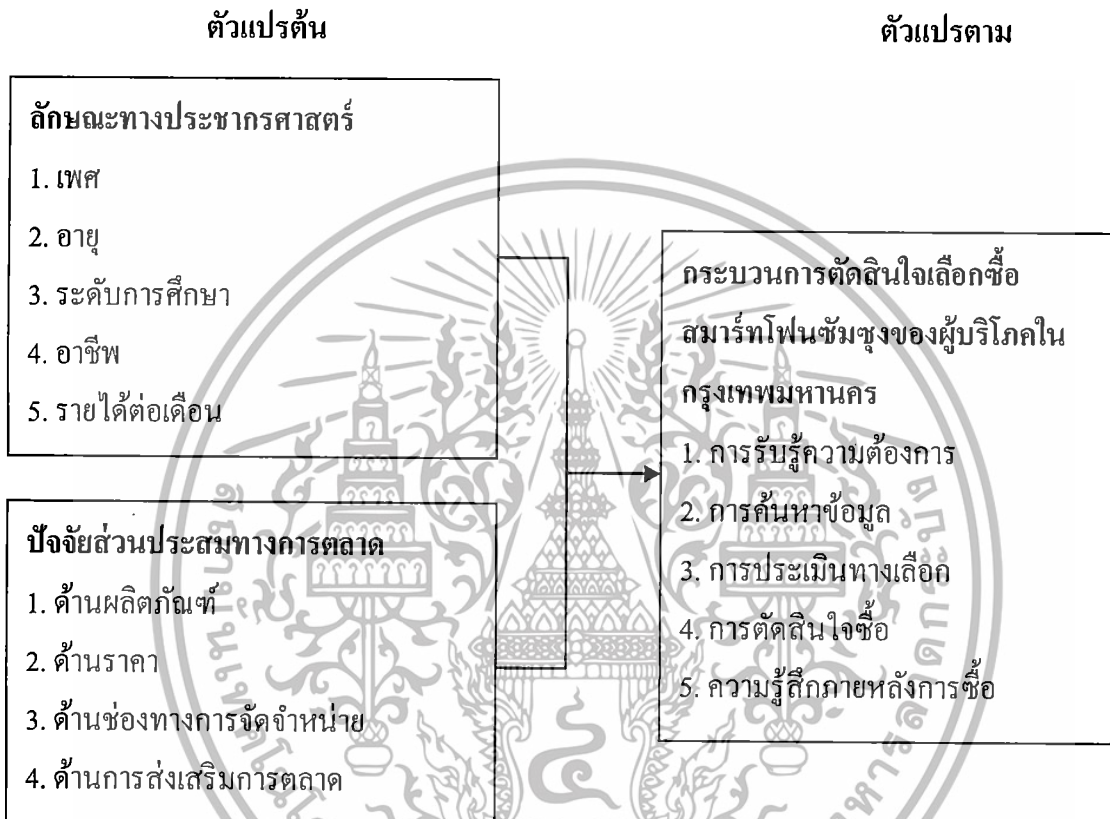 ตัวแปรต้น
ตัวแปรตาม
ลักษณะทางประชากรศาสตร์
1. เพศ
2. อายุ
3. ระดับการศึกษา
4. อาชีพ
5. รายได้ต่อเดือน
ปัจจัยส่วนประสมทางการตลาด
1. ด้านผลิตภัณฑ์
2. ด้านราคา
3. ด้านช่องทางการจัดจำหน่าย
4. ด้านการส่งเสริมการตลาด
กระบวนการตัดสินใจเลือกซื้อ
สมาร์ทโฟนซัมซุงของผู้บริโภคใน
กรุงเทพมหานคร
1. การรับรู้ความต้องการ
2. การค้นหาข้อมูล
3. การประเมินทางเลือก
4. การตัดสินใจซื้อ
5. ความรู้สึกภายหลังการซื้อ